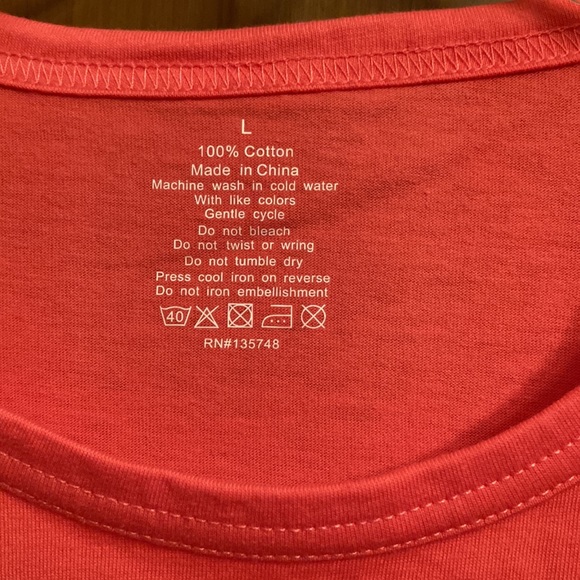 L
100% Cotton
Made in China
Machine wash in cold water
With like colors
Gentle cycle
Do not bleach
Do not twist or wring
Do not tumble dry
Press cool iron on reverse
Do not iron embellishment
40
RN#135748